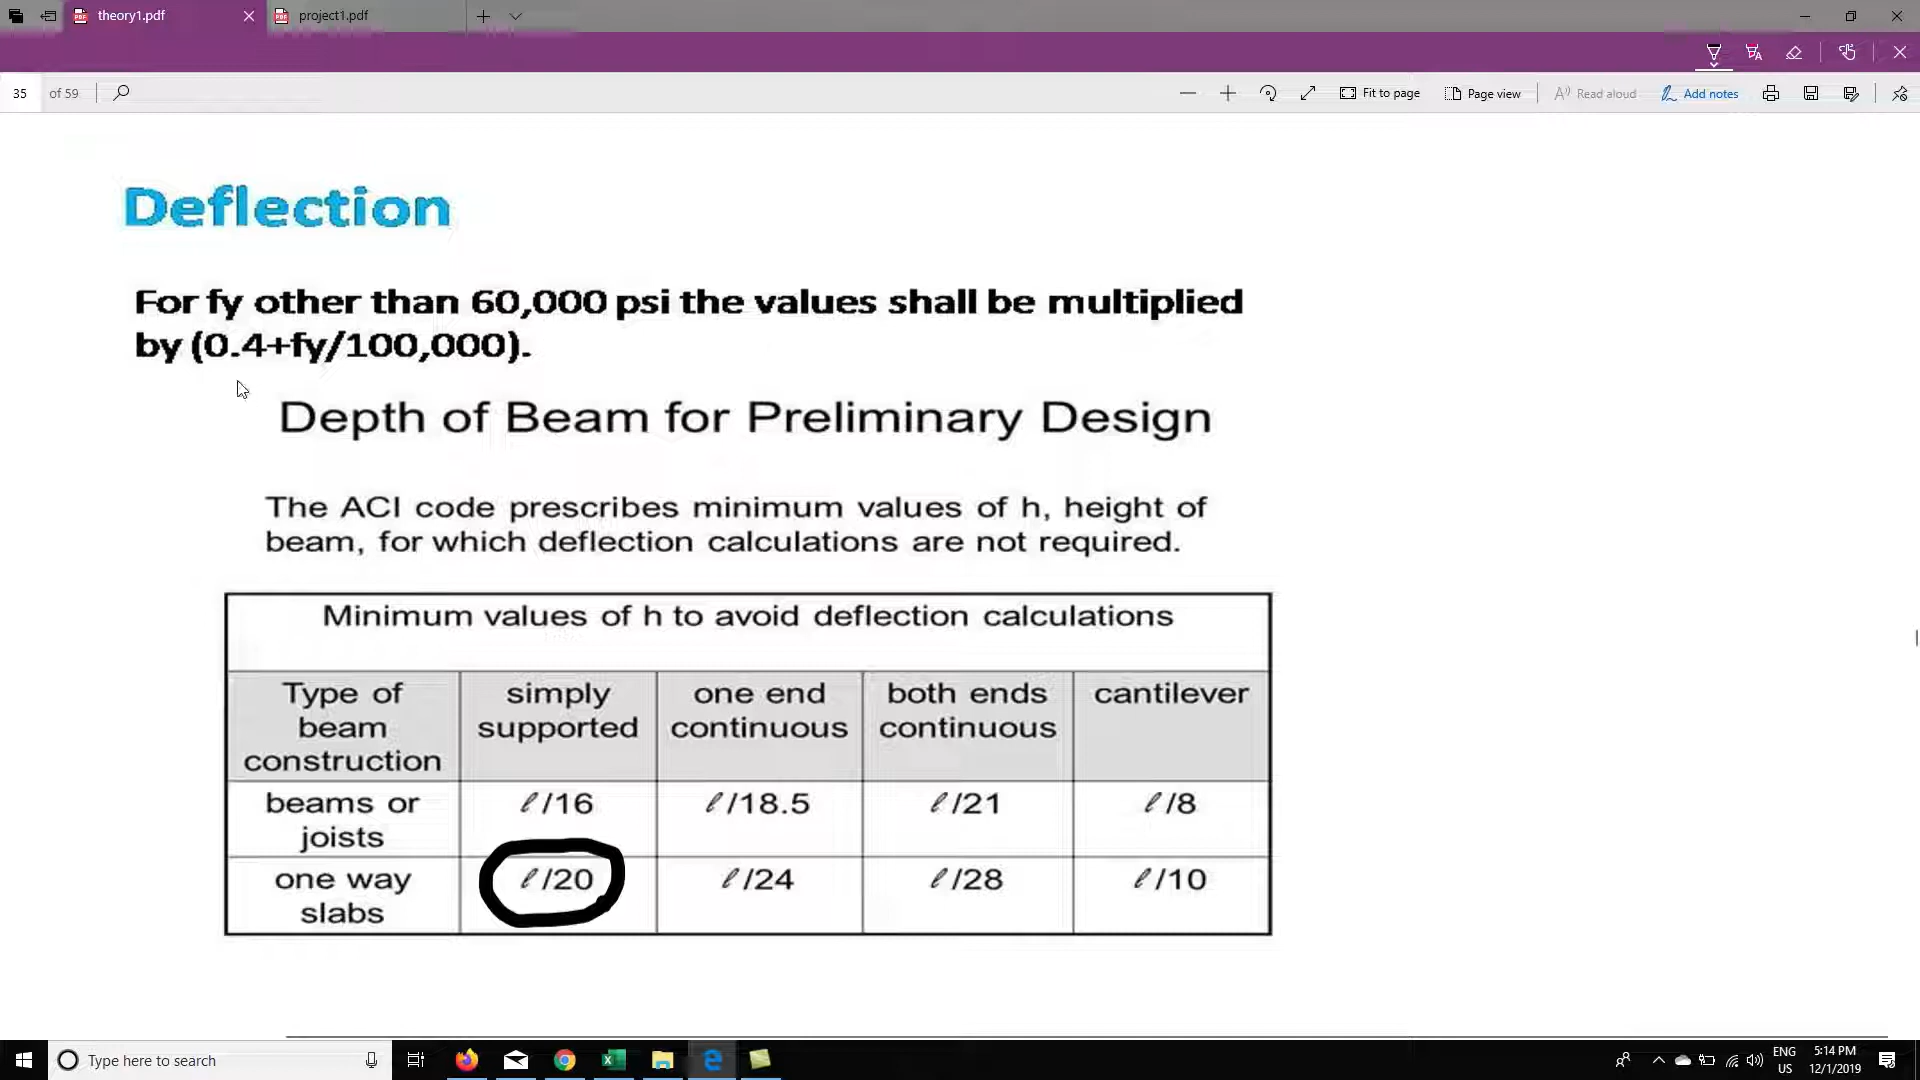 theory1.pdf
project1.pdf
35 of 59
Fit to page
Page view
Read aloud
Add notes
Deflection
For fy other than 60,000 psi the values shall be multiplied
by (0.4+fy/100,000).
Depth of Beam for Preliminary Design
The ACI code prescribes minimum values of h, height of
beam, for which deflection calculations are not required.
Minimum values of h to avoid deflection calculations
Type of
beam
construction
simply
supported
one end
continuous
both ends
continuous
cantilever
beams or
joists
ℓ/16
ℓ/18.5
ℓ/21
ℓ/8
one way
slabs
ℓ/20
ℓ/24
ℓ/28
ℓ/10
Type here to search
ENG
US
5:14 PM
12/1/2019